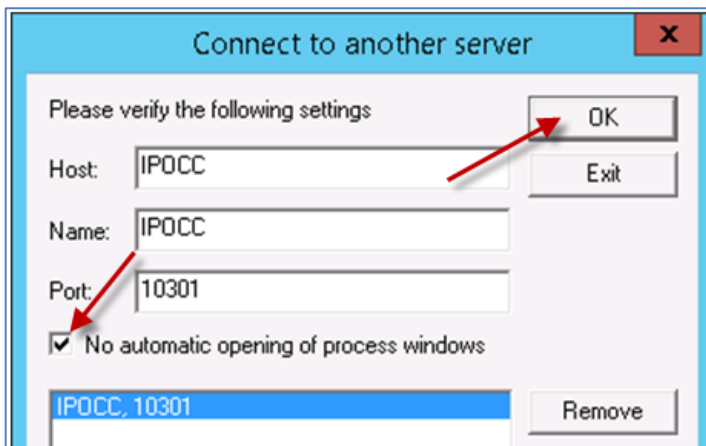 Connect to another server
x
Please verify the following settings
OK
Host: IPOCC
Exit
Name: IPOCC
Port: 10301
No automatic opening of process windows
IPOCC, 10301
Remove